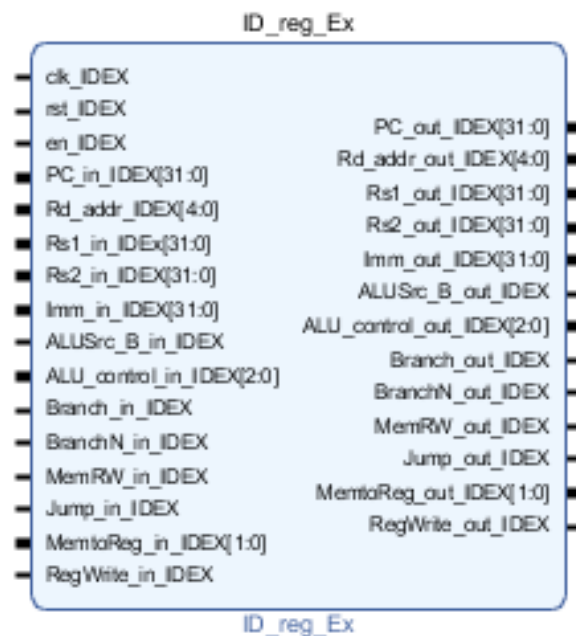 ID_reg_Ex
clk_IDEX
rst_IDEX
en_IDEX
PC_in_IDEX[31:0]
Rd_addr_IDEX[4:0]
Rs1_in_IDEx[31:0]
Rs2_in_IDEX[31:0]
Imm_in_IDEX[31:0]
ALUSrc_B_in_IDEX
ALU_control_in_IDEX[2:0]
Branch_in_IDEX
BranchN_in_IDEX
MemRW_in_IDEX
Jump_in_IDEX
MemtoReg_in_IDEX[1:0]
RegWrite_in_IDEX
PC_out_IDEX[31:0]
Rd_addr_out_IDEX[4:0]
Rs1_out_IDEX[31:0]
Rs2_out_IDEX[31:0]
Imm_out_IDEX[31:0]
ALUSrc_B_out_IDEX
ALU_control_out_IDEX[2:0]
Branch_out_IDEX
BranchN_out_IDEX
MemRW_out_IDEX
Jump_out_IDEX
MemtoReg_out_IDEX[1:0]
RegWrite_out_IDEX
ID_reg_Ex